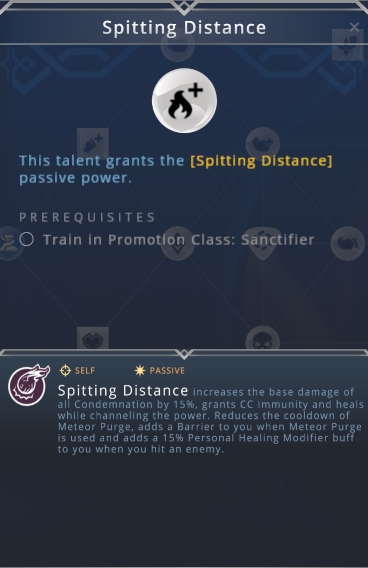 Spitting Distance
This talent grants the [Spitting Distance]
passive power.
PREREQUISITES
Train in Promotion Class: Sanctifier
SELF PASSIVE
Spitting Distance increases the base damage of
all Condemnation by 15%, grants CC Immunity and heals
while channeling the power. Reduces the cooldown of
Meteor Purge, adds a Barrier to you when Meteor Purge
is used and adds a 15% Personal Healing Modifier buff
to you when you hit an enemy.